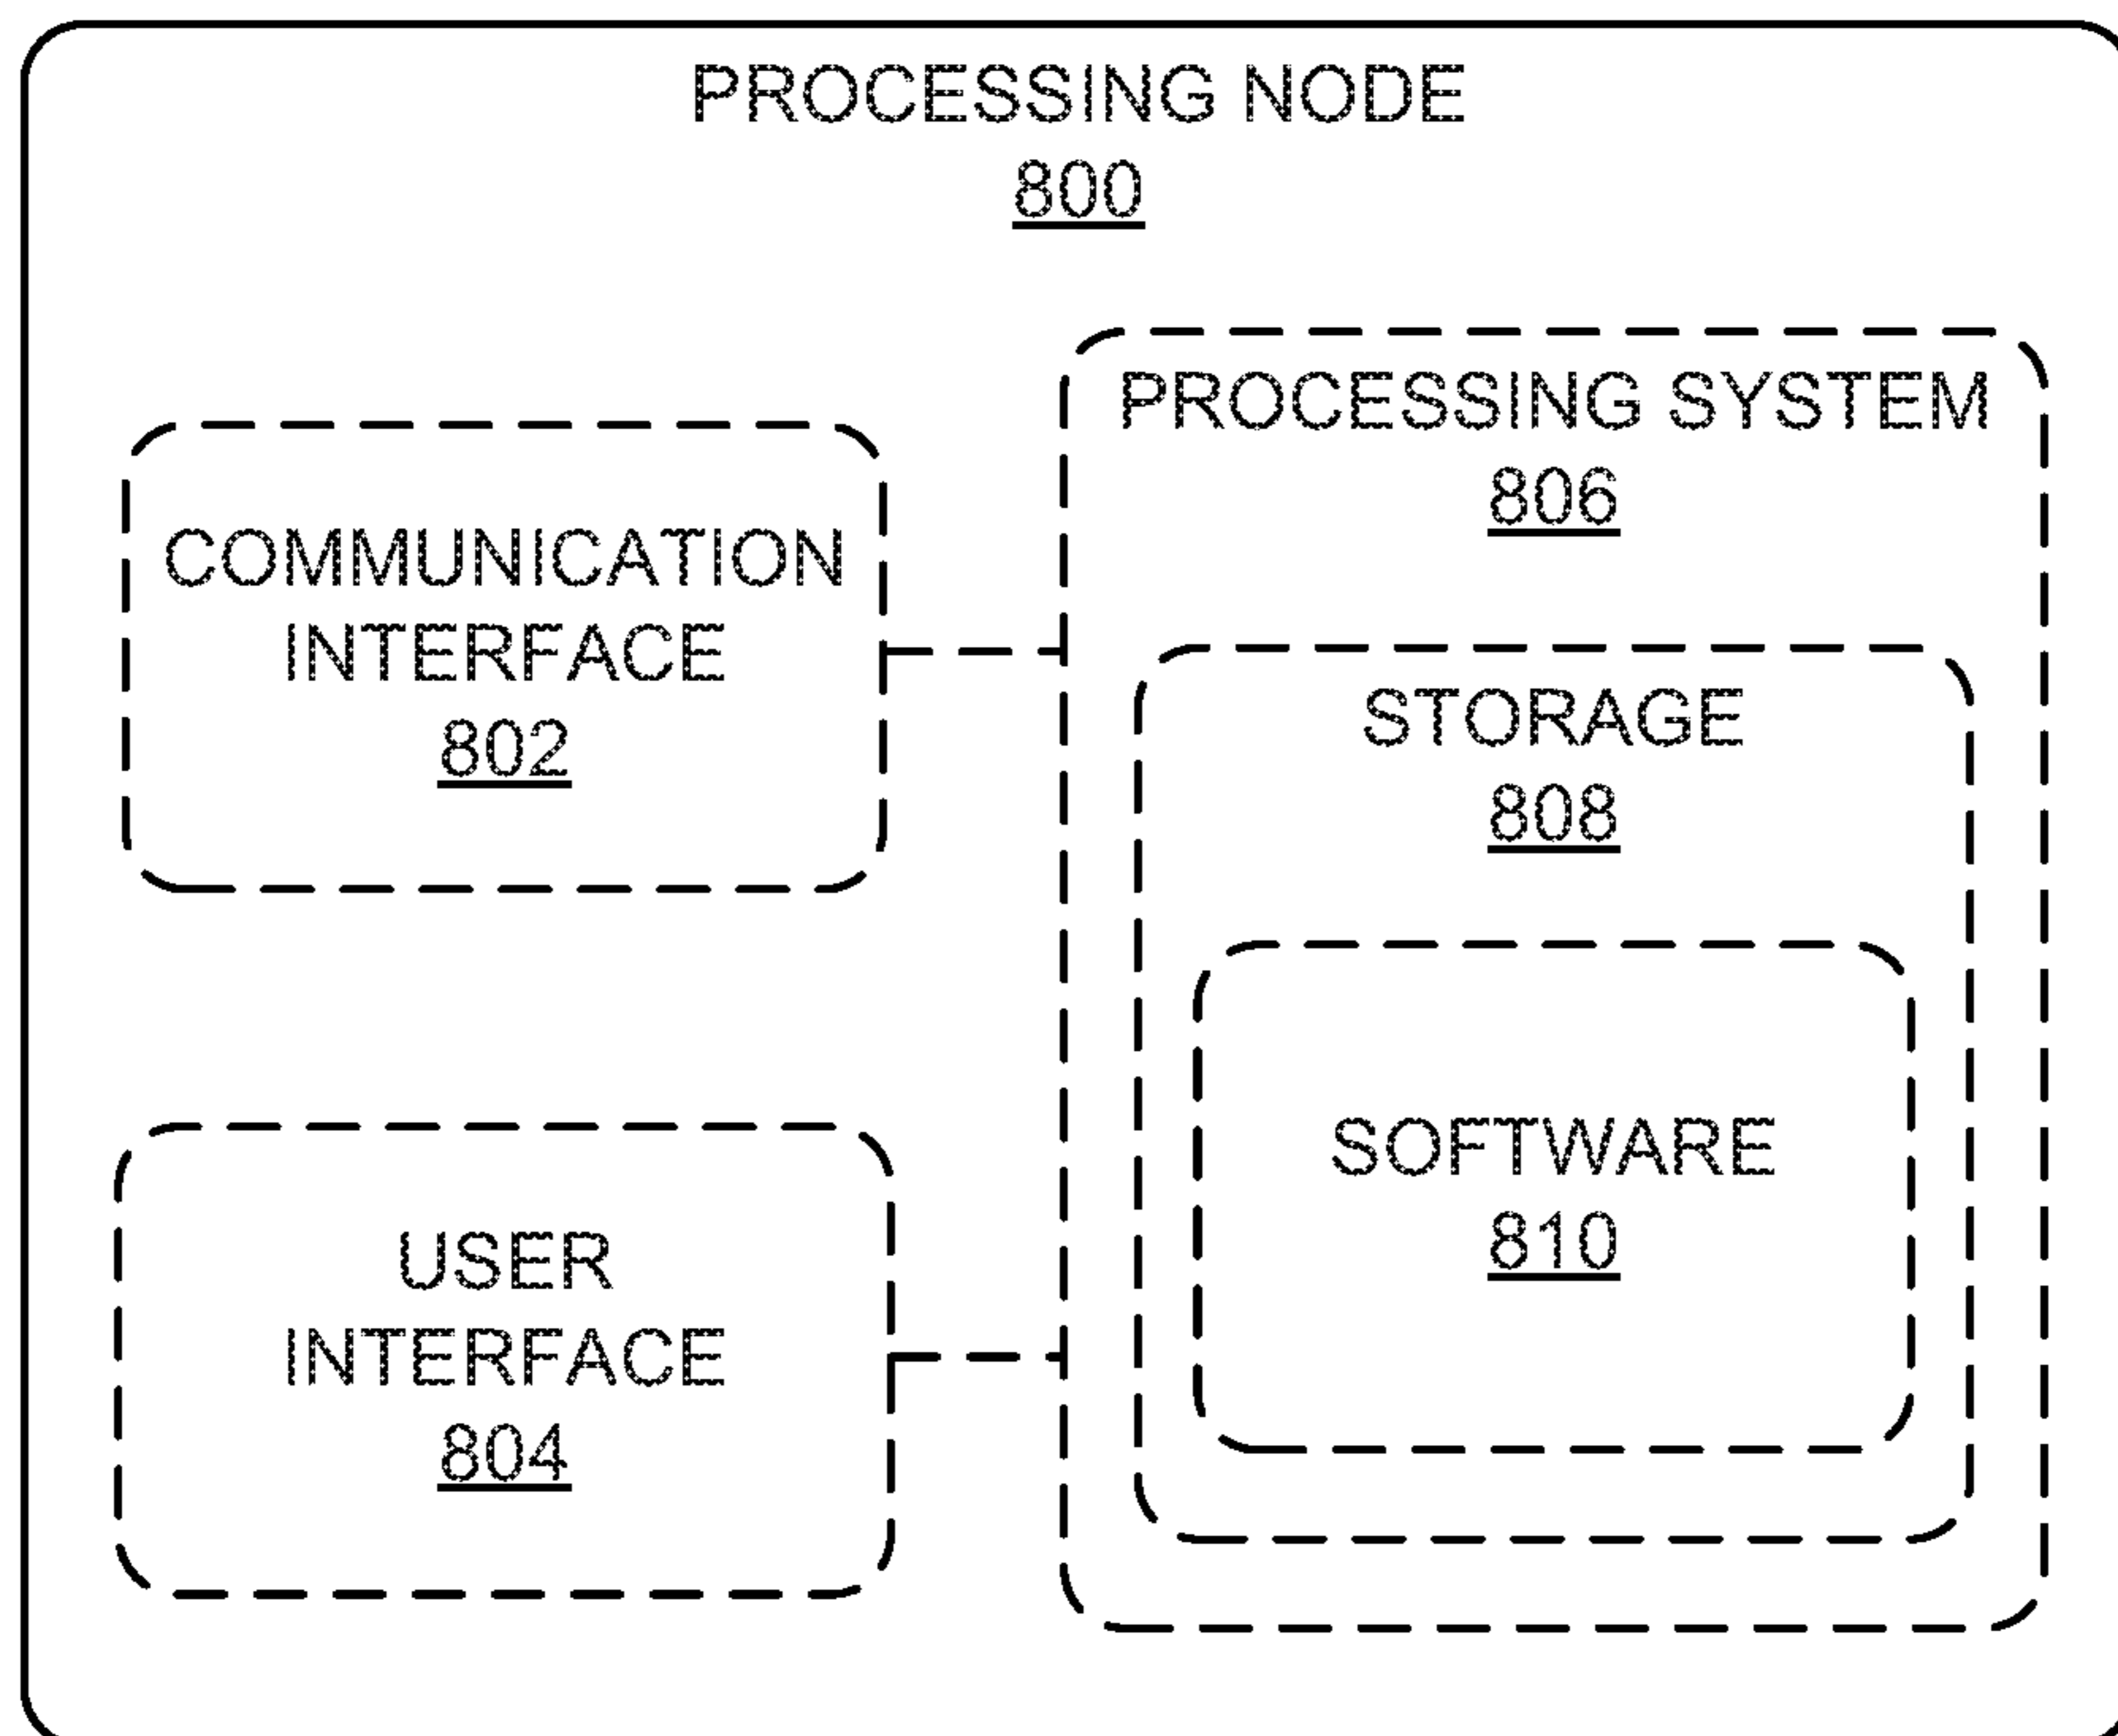 PROCESSING NODE
800
COMMUNICATION
INTERFACE
802
USER
INTERFACE
804
PROCESSING SYSTEM
806
STORAGE
808
SOFTWARE
810